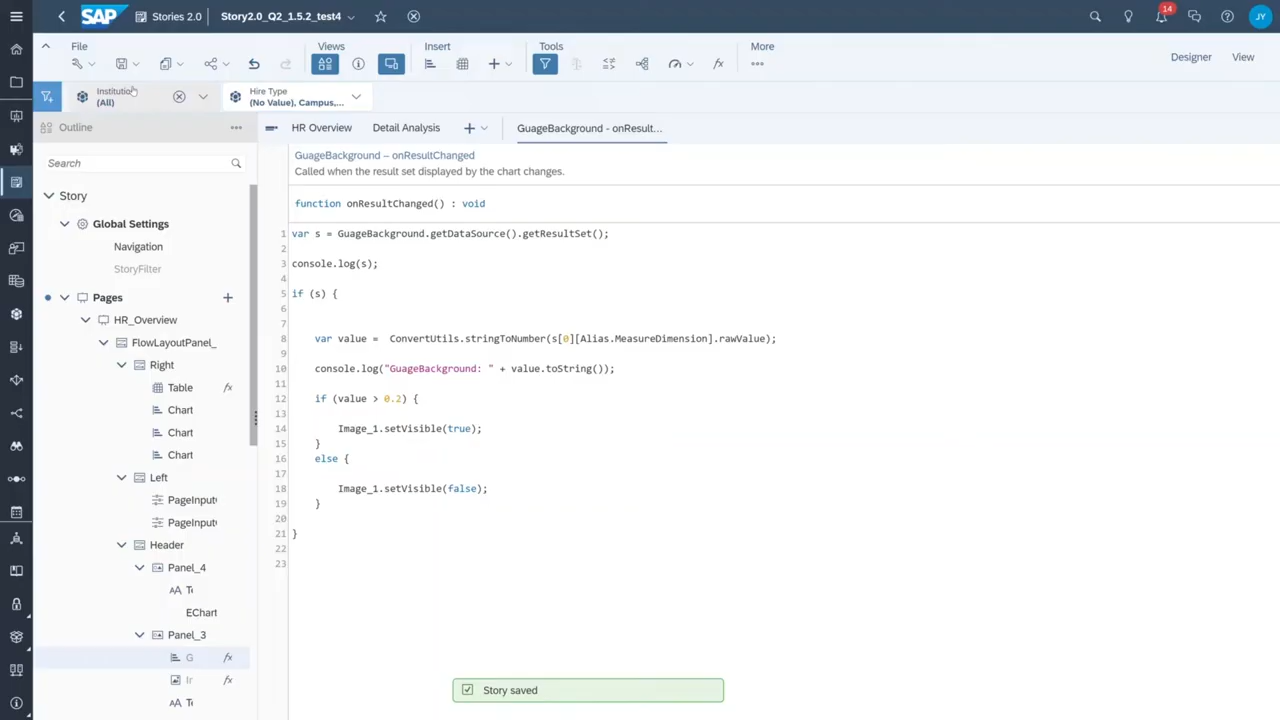 SAP
Stories 2.0
Story2.0_Q2_1.5.2_test4
14
JY
File
Views
Insert
Tools
More
Designer
View
Institution
(All)
Hire Type
(No Value), Campus,...
Outline
HR Overview
Detail Analysis
GuageBackground - onResult...
Search
Story
Global Settings
Navigation
StoryFilter
Pages
HR_Overview
FlowLayoutPanel_
Right
Table
Chart
Chart
Chart
Left
PageInput
PageInput
Header
Panel_4
EChart
Panel_3
G
GuageBackground – onResultChanged
Called when the result set displayed by the chart changes.
function onResultChanged() : void
1 var s = GuageBackground.getDataSource().getResultSet();
2
3 console.log(s);
4
5 if (s) {
6
7
8 var value =  ConvertUtils.stringToNumber(s[0][Alias.MeasureDimension].rawValue);
9
10 console.log("GuageBackground: " + value.toString());
11
12 if (value > 0.2) {
13
14 Image_1.setVisible(true);
15 }
16 else {
17
18 Image_1.setVisible(false);
19 }
20
21 }
22
23
Story saved